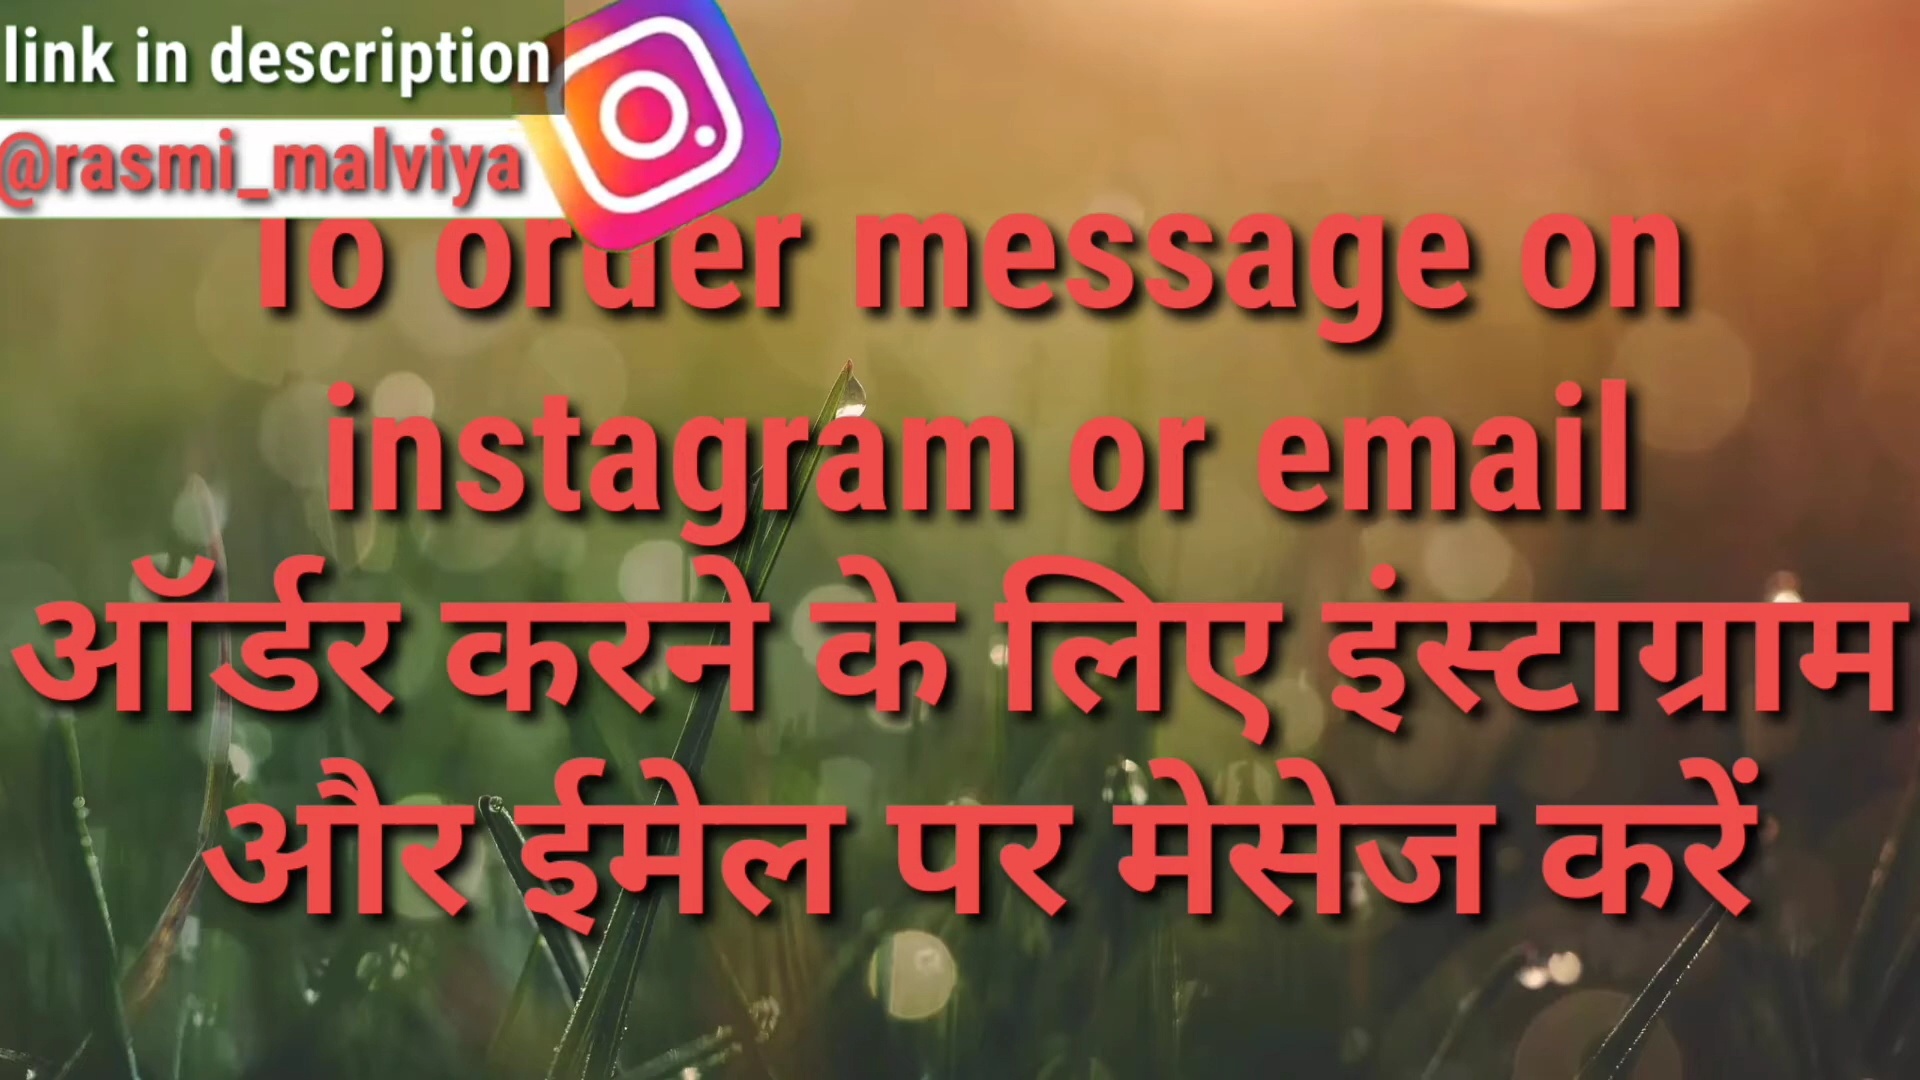 link in description
@rasmi_malviya
To order message on
instagram or email
ऑर्डर करने के लिए इंस्टाग्राम
और ईमेल पर मेसेज करें